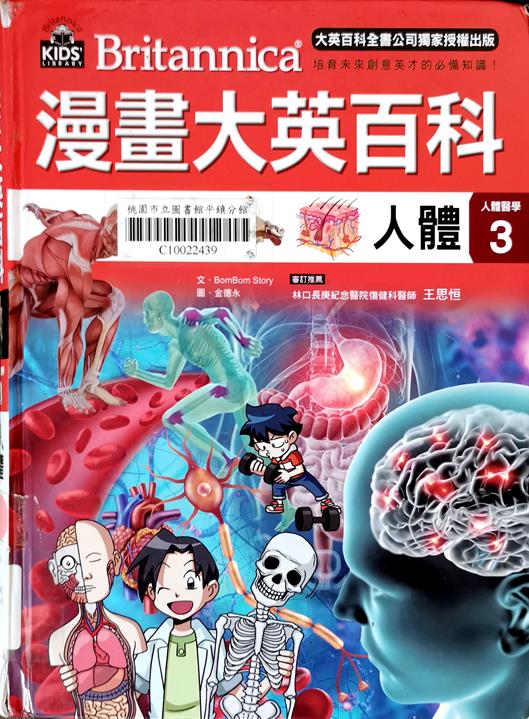 Britannica
KIDS'
LIBRARY
Britannica®
大英百科全書公司獨家授權出版
培育未來創意英才的必備知識！
漫畫大英百科
桃園市立圖書館平鎮分館
C10022439
人體
人體醫學
3
文・BomBom Story
圖・金德永
審訂推薦
林口長庚紀念醫院復健科醫師 王思恒